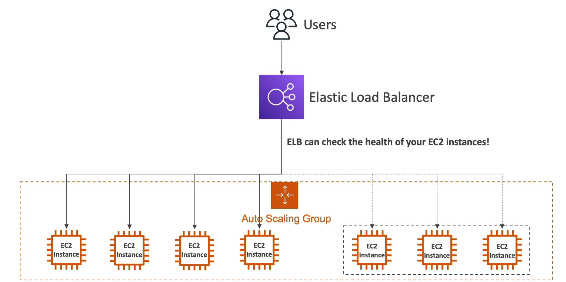 Users
Elastic Load Balancer
ELB can check the health of your EC2 instances!
Auto Scaling Group
EC2
Instance
EC2
Instance
EC2
Instance
EC2
Instance
EC2
Instance
EC2
Instance
EC2
Instance